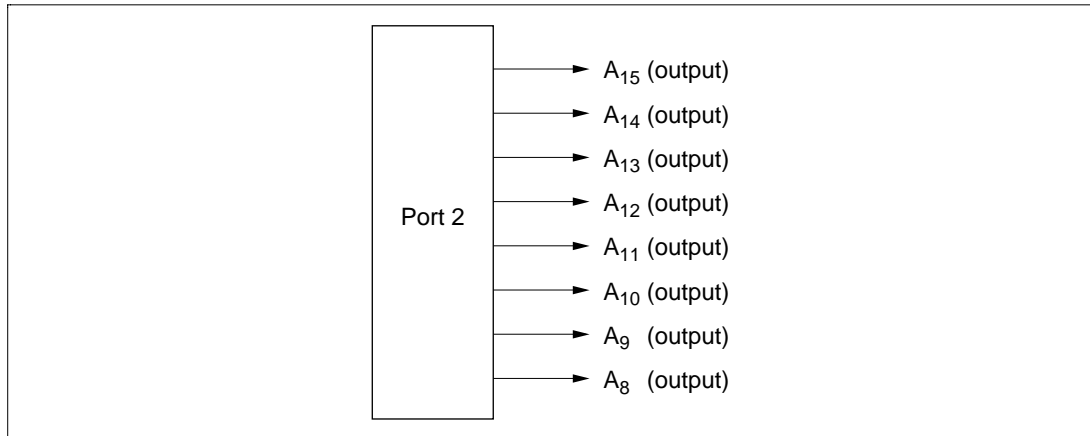 A15 (output)
A14 (output)
A13 (output)
A12 (output)
Port 2
A11 (output)
A10 (output)
A9 (output)
A8 (output)